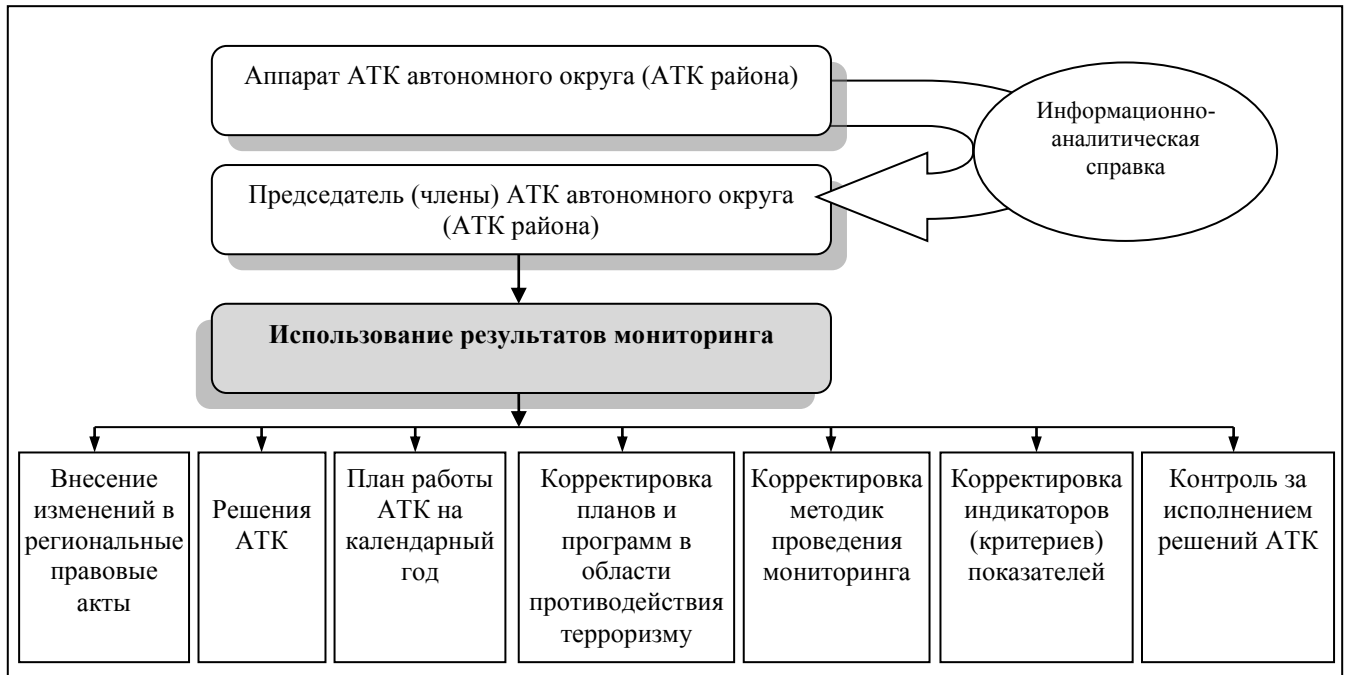 Аппарат АТК автономного округа (АТК района)
Информационно-
аналитическая
справка
Председатель (члены) АТК автономного округа
(АТК района)
Использование результатов мониторинга
Внесение
изменений в
региональные
правовые
акты
Решения
АТК
План работы
АТК на
календарный
год
Корректировка
планов и
программ в
области
противодействия
терроризму
Корректировка
методик
проведения
мониторинга
Корректировка
индикаторов
(критериев)
показателей
Контроль за
исполнением
решений АТК